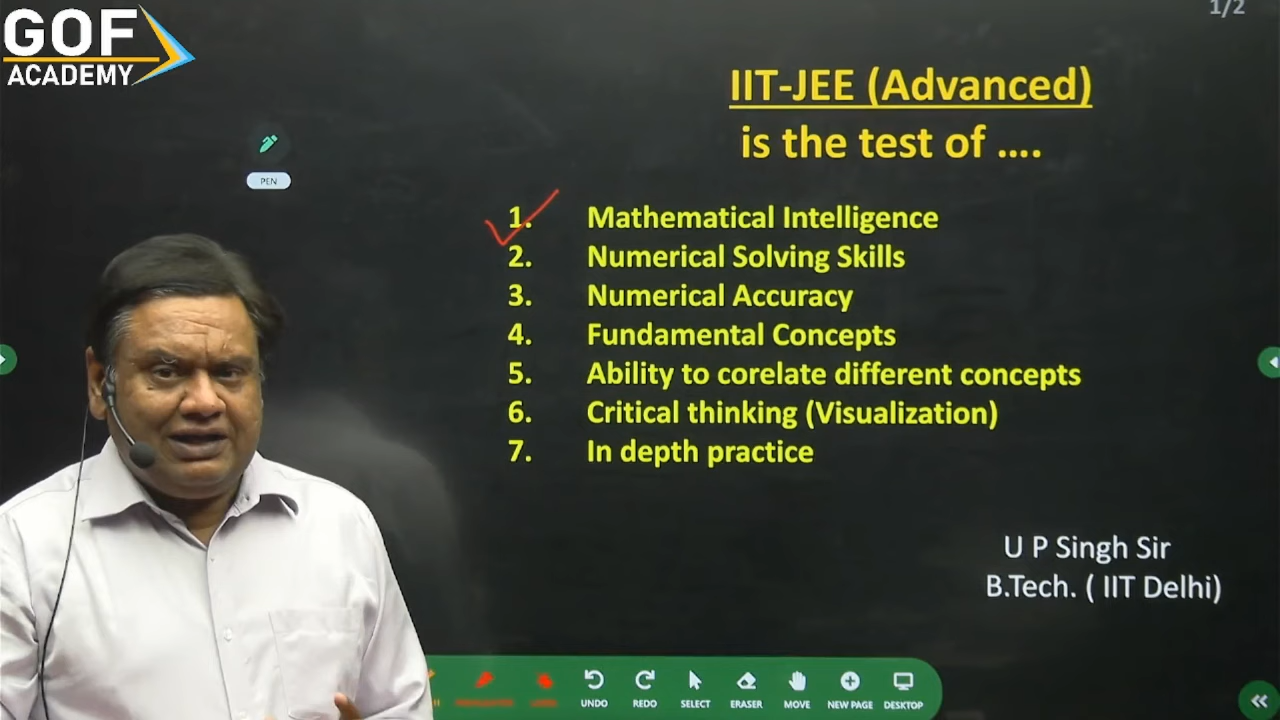 GOF
ACADEMY
1/2
IIT-JEE (Advanced)
is the test of ....
PEN
1. Mathematical Intelligence
2. Numerical Solving Skills
3. Numerical Accuracy
4. Fundamental Concepts
5. Ability to corelate different concepts
6. Critical thinking (Visualization)
7. In depth practice
U P Singh Sir
B.Tech. ( IIT Delhi)
UNDO REDO SELECT ERASER MOVE NEW PAGE DESKTOP